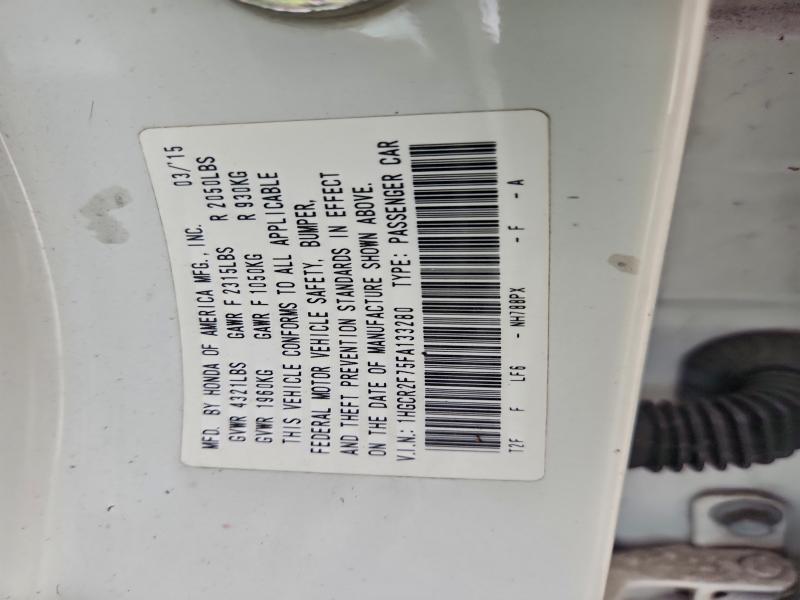 MFD. BY HONDA OF AMERICA MFG., INC. 03/'15
GVWR 4321LBS GAWR F 2315LBS R 2050LBS
GVWR 1960KG GAWR F 1050KG R 930KG
THIS VEHICLE CONFORMS TO ALL APPLICABLE
FEDERAL MOTOR VEHICLE SAFETY, BUMPER,
AND THEFT PREVENTION STANDARDS IN EFFECT
ON THE DATE OF MANUFACTURE SHOWN ABOVE.
V.I.N.: 1HGCR2F75FA133280 TYPE: PASSENGER CAR
T2F F LF6 - NH788PX - F - A